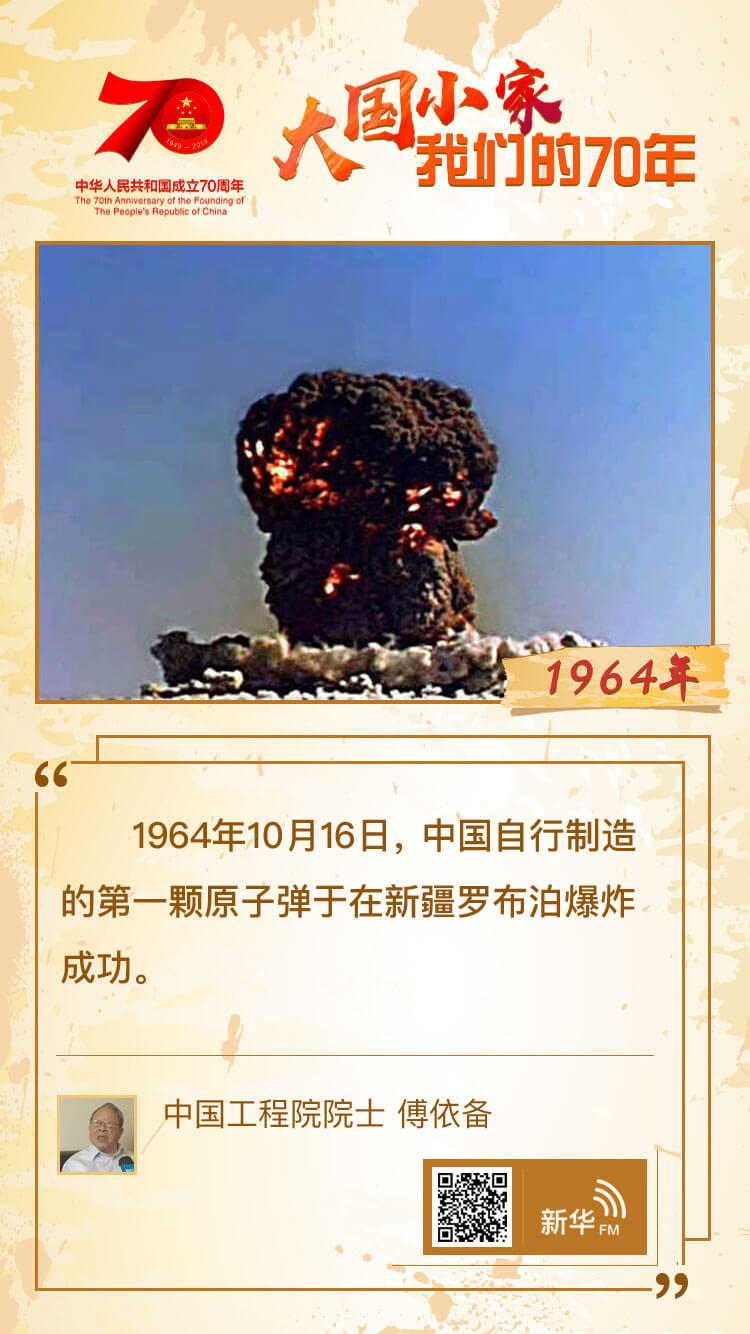 1949 – 2019
中华人民共和国成立70周年
The 70th Anniversary of the Founding of
The People's Republic of China
大国小家
我们的70年
1964年
1964年10月16日，中国自行制造
的第一颗原子弹于在新疆罗布泊爆炸
成功。
中国工程院院士 傅依备
新华FM